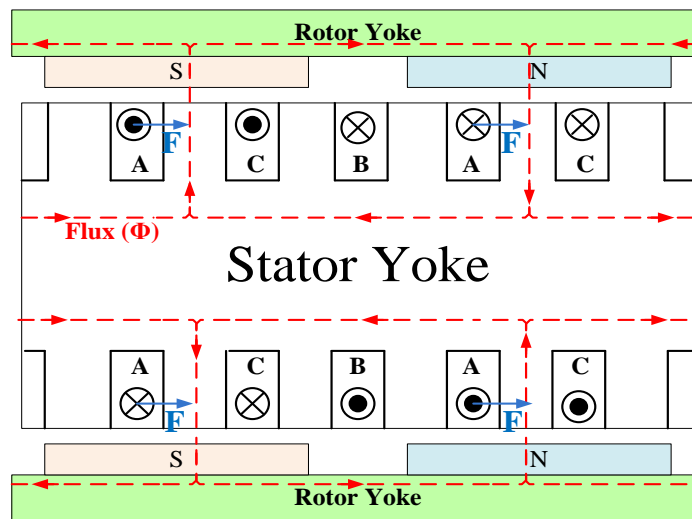 Rotor Yoke
S N
F F
A C B A C
Flux (Φ)
Stator Yoke
A C B A C
F F
S N
Rotor Yoke